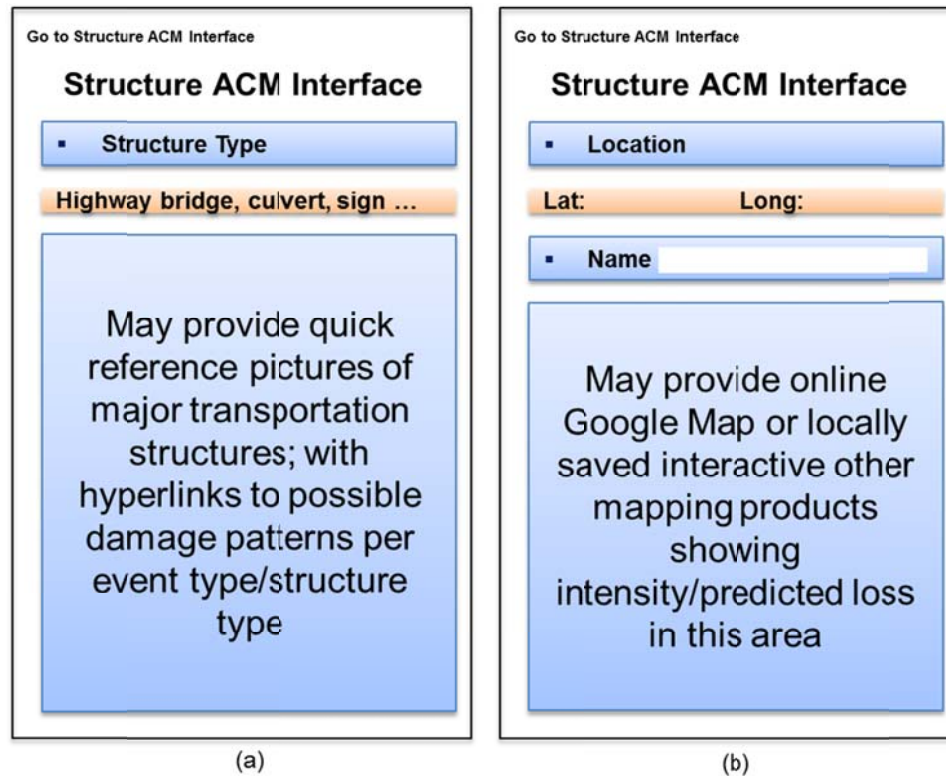 Go to Structure ACM Interface
Structure ACM Interface
▪ Structure Type
Highway bridge, culvert, sign ...
May provide quick
reference pictures of
major transportation
structures; with
hyperlinks to possible
damage patterns per
event type/structure
type
(a)
Go to Structure ACM Interface
Structure ACM Interface
▪ Location
Lat: Long:
▪ Name
May provide online
Google Map or locally
saved interactive other
mapping products
showing
intensity/predicted loss
in this area
(b)